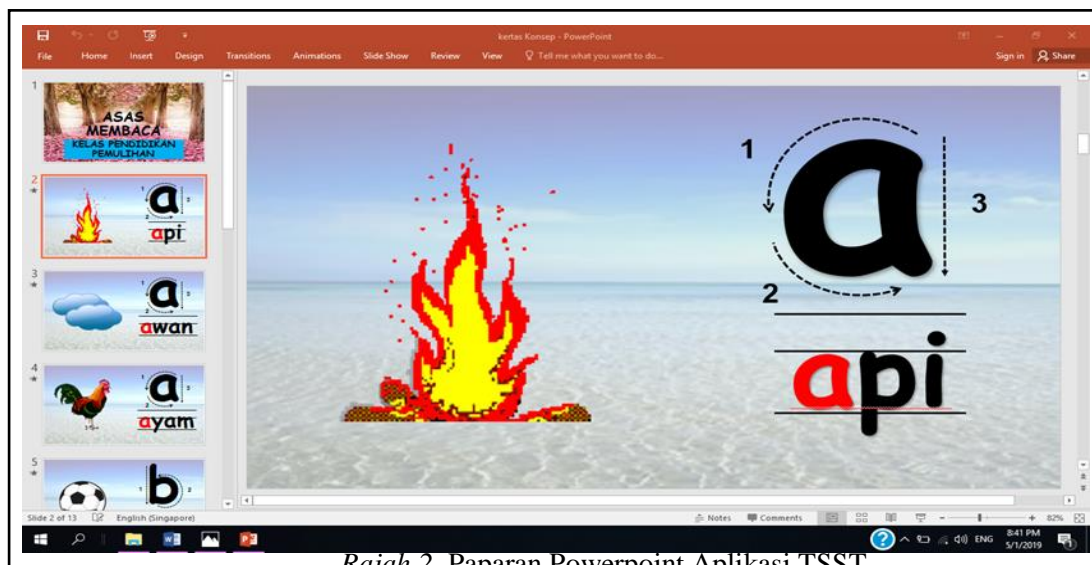 kertas Konsep - PowerPoint
File Home Insert Design Transitions Animations Slide Show Review View Tell me what you want to do... Sign in Share
1
ASAS
MEMBACA
KELAS PENDIDIKAN
PEMULIHAN
2
1 a 3
2
api
3
a
awan
4
a
ayam
5
b
1 a 3
2
api
Slide 2 of 13 English (Singapore) Notes Comments 82%
ENG 8:41 PM
5/1/2019
Rajah 2. Paparan Powerpoint Aplikasi TSST